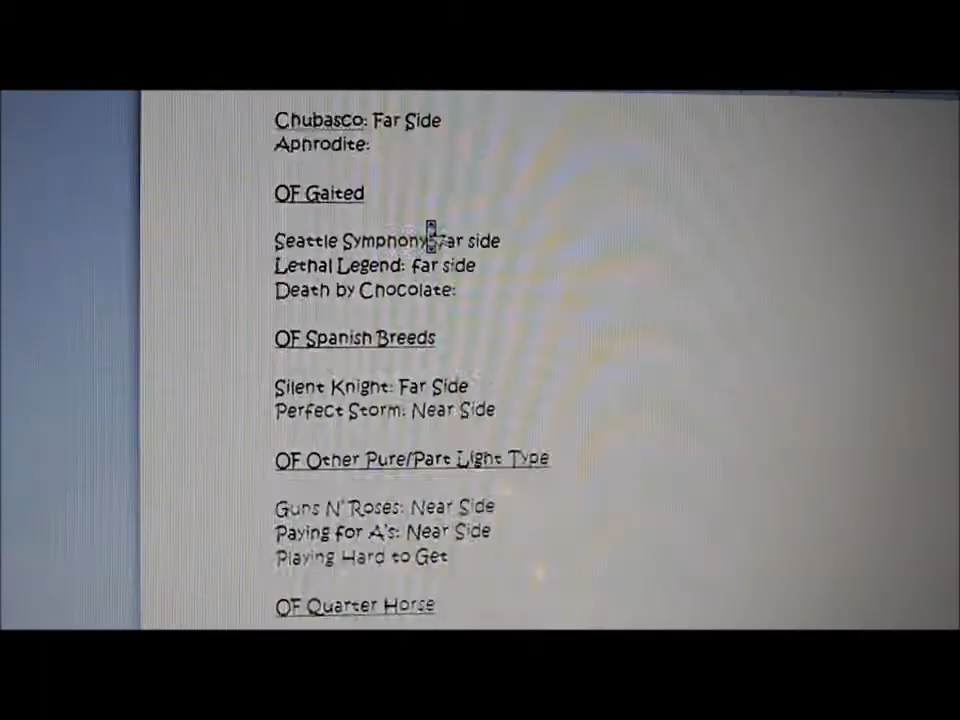 Chubasco: Far Side
Aphrodite:
OF Gaited
Seattle Symphony: far side
Lethal Legend: far side
Death by Chocolate:
OF Spanish Breeds
Silent Knight: Far Side
Perfect Storm: Near Side
OF Other Pure/Part Light Type
Guns N' Roses: Near Side
Paying for A's: Near Side
Playing Hard to Get
OF Quarter Horse